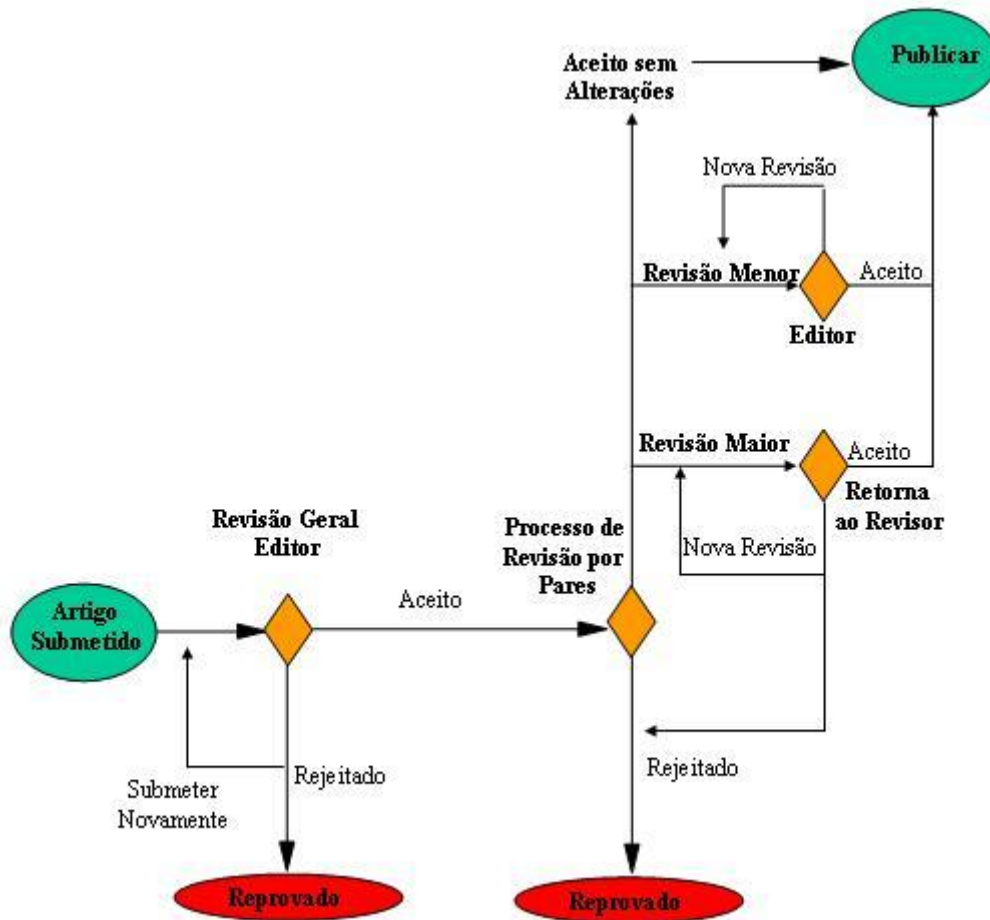 Publicar
Aceito sem
Alterações
Nova Revisão
Revisão Menor
Aceito
Editor
Revisão Maior
Aceito
Retorna
ao Revisor
Nova Revisão
Revisão Geral
Editor
Processo de
Revisão por
Pares
Artigo
Submetido
Aceito
Submeter
Novamente
Rejeitado
Rejeitado
Reprovado
Reprovado